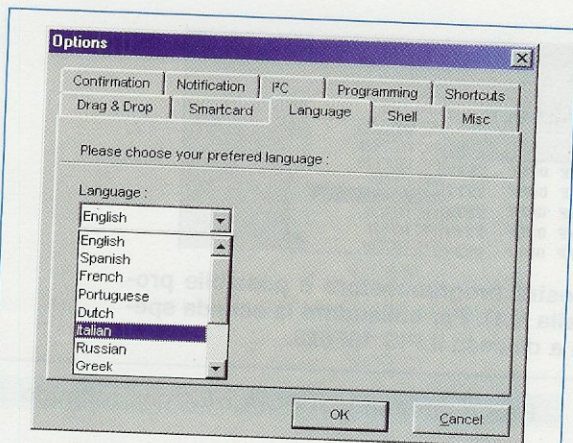 Options
Confirmation Notification I²C Programming Shortcuts
Drag & Drop Smartcard Language Shell Misc
Please choose your prefered language :
Language :
English
English
Spanish
French
Portuguese
Dutch
Italian
Russian
Greek
OK Cancel